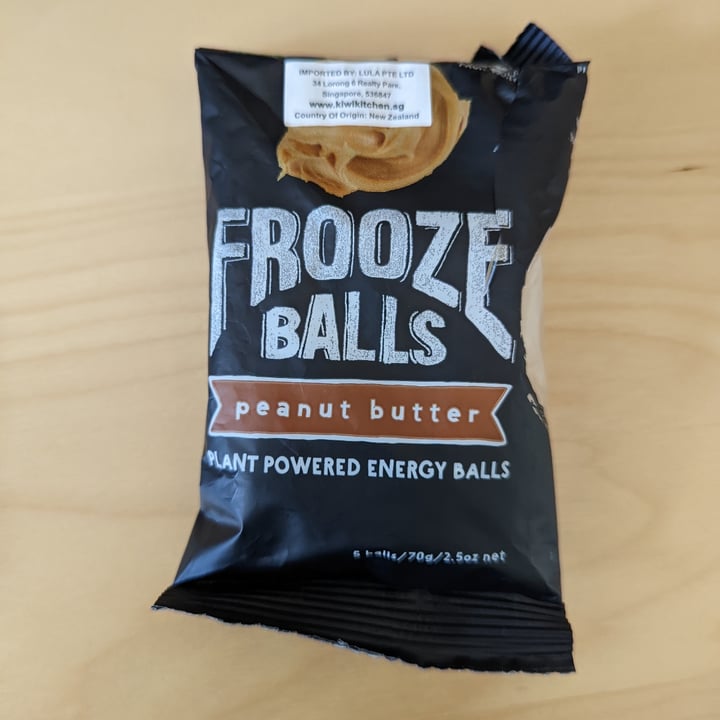 IMPORTED BY: LULA PTE LTD
34 Lorong 6 Realty Park,
Singapore, 536847
www.kiwikitchen.sg
Country Of Origin: New Zealand
FROOZE
BALLS
peanut butter
PLANT POWERED ENERGY BALLS
5 balls/70g/2.5oz net